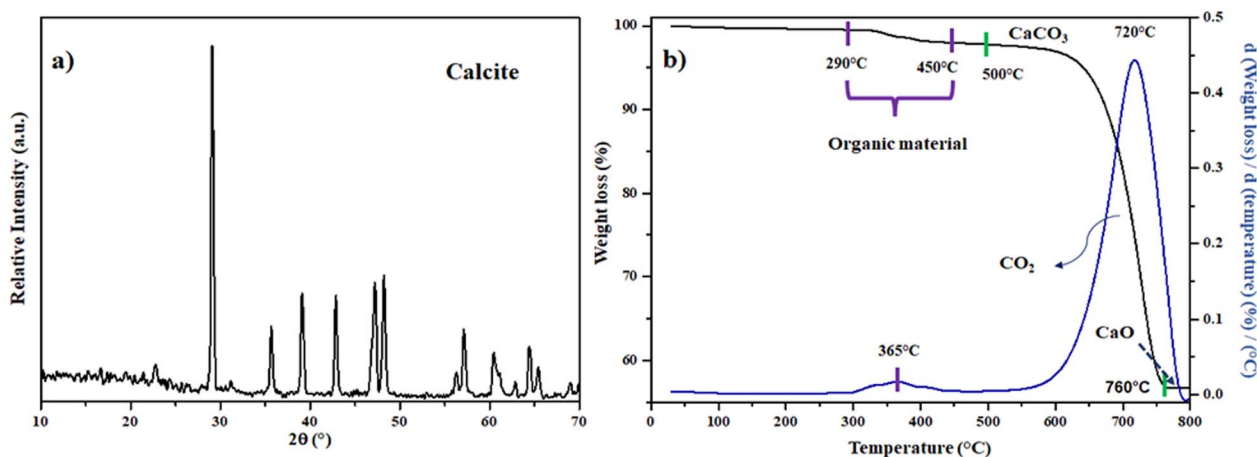 a)
Calcite
Relative Intensity (a.u.)
10
20
30
40
50
60
70
2θ (°)
b)
100
90
80
70
60
Weight loss (%)
CaCO₃
290°C
450°C
500°C
Organic material
720°C
CO₂
CaO
365°C
760°C
0
100
200
300
400
500
600
700
800
Temperature (°C)
0.5
0.4
0.3
0.2
0.1
0.0
d (Weight loss)/ d (temperature) (%) / (°C)